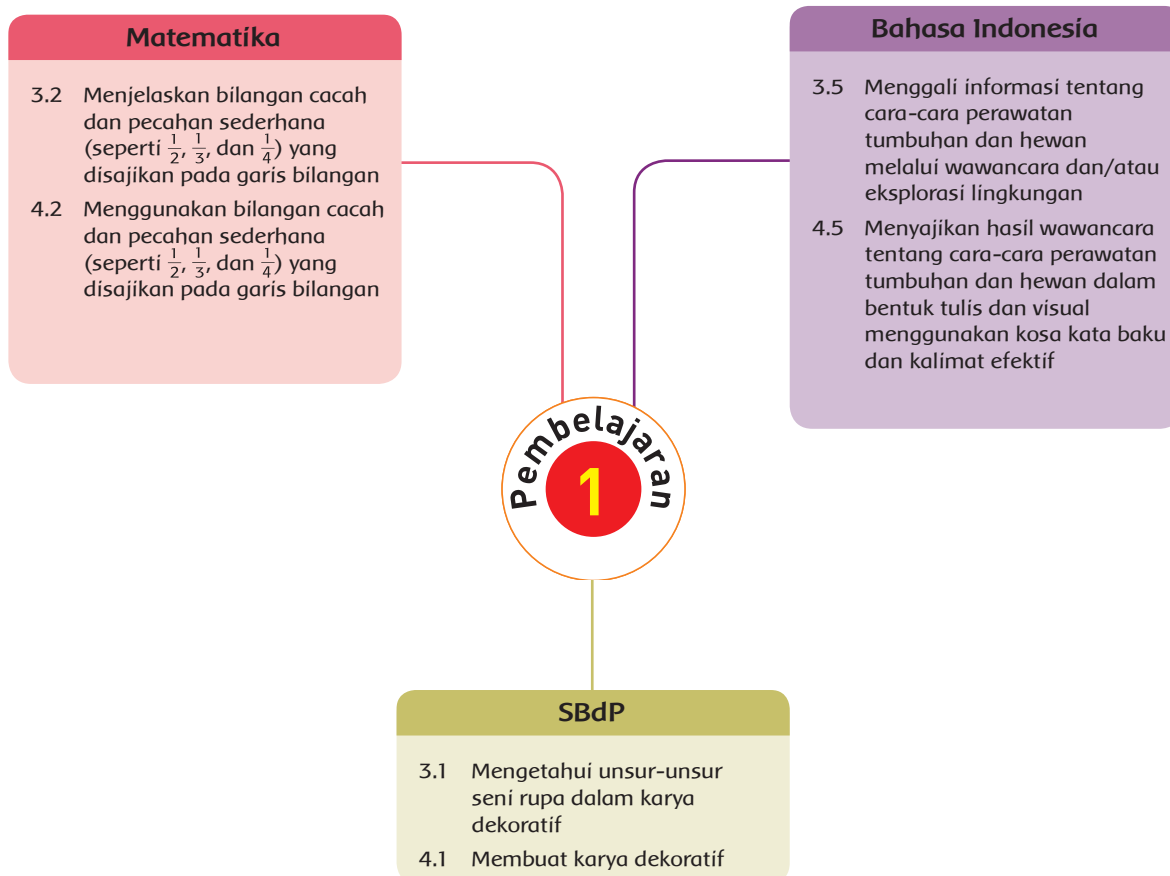 Matematika
3.2 Menjelaskan bilangan cacah
dan pecahan sederhana
(seperti 1/2, 1/3, dan 1/4) yang
disajikan pada garis bilangan
4.2 Menggunakan bilangan cacah
dan pecahan sederhana
(seperti 1/2, 1/3, dan 1/4) yang
disajikan pada garis bilangan
Bahasa Indonesia
3.5 Menggali informasi tentang
cara-cara perawatan
tumbuhan dan hewan
melalui wawancara dan/atau
eksplorasi lingkungan
4.5 Menyajikan hasil wawancara
tentang cara-cara perawatan
tumbuhan dan hewan dalam
bentuk tulis dan visual
menggunakan kosa kata baku
dan kalimat efektif
Pembelajaran
1
SBdP
3.1 Mengetahui unsur-unsur
seni rupa dalam karya
dekoratif
4.1 Membuat karya dekoratif